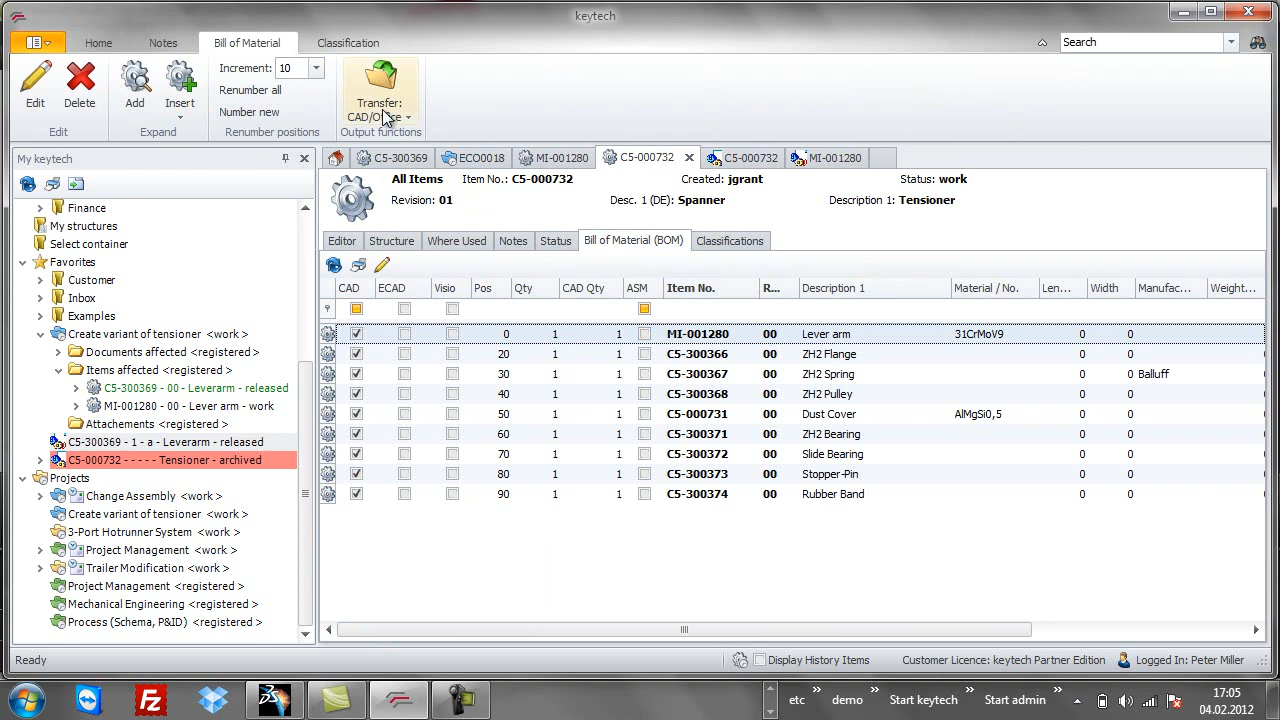 keytech
Home Notes Bill of Material Classification Search
Edit Delete Add Insert Increment: 10 Renumber all Number new Transfer: CAD/Office
Edit Expand Renumber positions Output functions
My keytech
C5-300369 ECO0018 MI-001280 C5-000732 C5-000732 MI-001280
All Items Item No.: C5-000732 Created: jgrant Status: work
Revision: 01 Desc. 1 (DE): Spanner Description 1: Tensioner
Editor Structure Where Used Notes Status Bill of Material (BOM) Classifications
CAD ECAD Visio Pos Qty CAD Qty ASM Item No. R... Description 1 Material / No. Len... Width Manufac... Weight...
0 1 1 MI-001280 00 Lever arm 31CrMoV9 0 0
20 1 1 C5-300366 00 ZH2 Flange 0 0
30 1 1 C5-300367 00 ZH2 Spring 0 0 Balluff
40 1 1 C5-300368 00 ZH2 Pulley 0 0
50 1 1 C5-000731 00 Dust Cover AlMgSi0,5 0 0
60 1 1 C5-300371 00 ZH2 Bearing 0 0
70 1 1 C5-300372 00 Slide Bearing 0 0
80 1 1 C5-300373 00 Stopper-Pin 0 0
90 1 1 C5-300374 00 Rubber Band 0 0
Finance
My structures
Select container
Favorites
Customer
Inbox
Examples
Create variant of tensioner <work >
Documents affected <registered >
Items affected <registered >
C5-300369 - 00 - Leverarm - released
MI-001280 - 00 - Lever arm - work
Attachements <registered >
C5-300369 - 1 - a - Leverarm - released
C5-000732 - - - - - Tensioner - archived
Projects
Change Assembly <work >
Create variant of tensioner <work >
3-Port Hotrunner System <work >
Project Management <work >
Trailer Modification <work >
Project Management <registered >
Mechanical Engineering <registered >
Process (Schema, P&ID) <registered >
Ready Display History Items Customer Licence: keytech Partner Edition Logged In: Peter Miller
etc demo Start keytech Start admin
17:05
04.02.2012